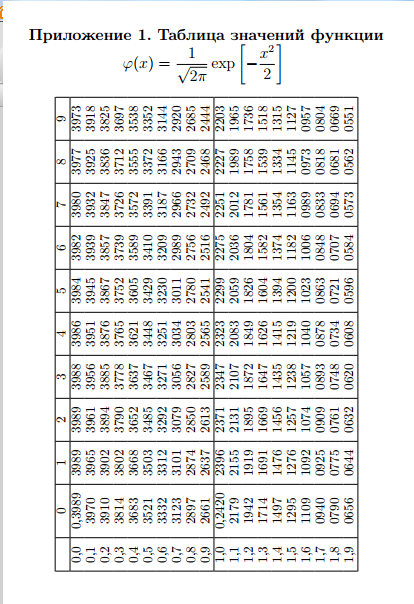 Приложение 1. Таблица значений функции
φ(x) = 1/√2π exp[−x²/2]
0 1 2 3 4 5 6 7 8 9
0,0 0,3989 3989 3989 3988 3986 3984 3982 3980 3977 3973
0,1 3970 3965 3961 3956 3951 3945 3939 3932 3925 3918
0,2 3910 3902 3894 3885 3876 3867 3857 3847 3836 3825
0,3 3814 3802 3790 3778 3765 3752 3739 3726 3712 3697
0,4 3683 3668 3652 3637 3621 3605 3589 3572 3555 3538
0,5 3521 3503 3485 3467 3448 3429 3410 3391 3372 3352
0,6 3332 3312 3292 3271 3251 3230 3209 3187 3166 3144
0,7 3123 3101 3079 3056 3034 3011 2989 2966 2943 2920
0,8 2897 2874 2850 2827 2803 2780 2756 2732 2709 2685
0,9 2661 2637 2613 2589 2565 2541 2516 2492 2468 2444
1,0 0,2420 2396 2371 2347 2323 2299 2275 2251 2227 2203
1,1 2179 2155 2131 2107 2083 2059 2036 2012 1989 1965
1,2 1942 1919 1895 1872 1849 1826 1804 1781 1758 1736
1,3 1714 1691 1669 1647 1626 1604 1582 1561 1539 1518
1,4 1497 1476 1456 1435 1415 1394 1374 1354 1334 1315
1,5 1295 1276 1257 1238 1219 1200 1182 1163 1145 1127
1,6 1109 1092 1074 1057 1040 1023 1006 0989 0973 0957
1,7 0940 0925 0909 0893 0878 0863 0848 0833 0818 0804
1,8 0790 0775 0761 0748 0734 0721 0707 0694 0681 0669
1,9 0656 0644 0632 0620 0608 0596 0584 0573 0562 0551